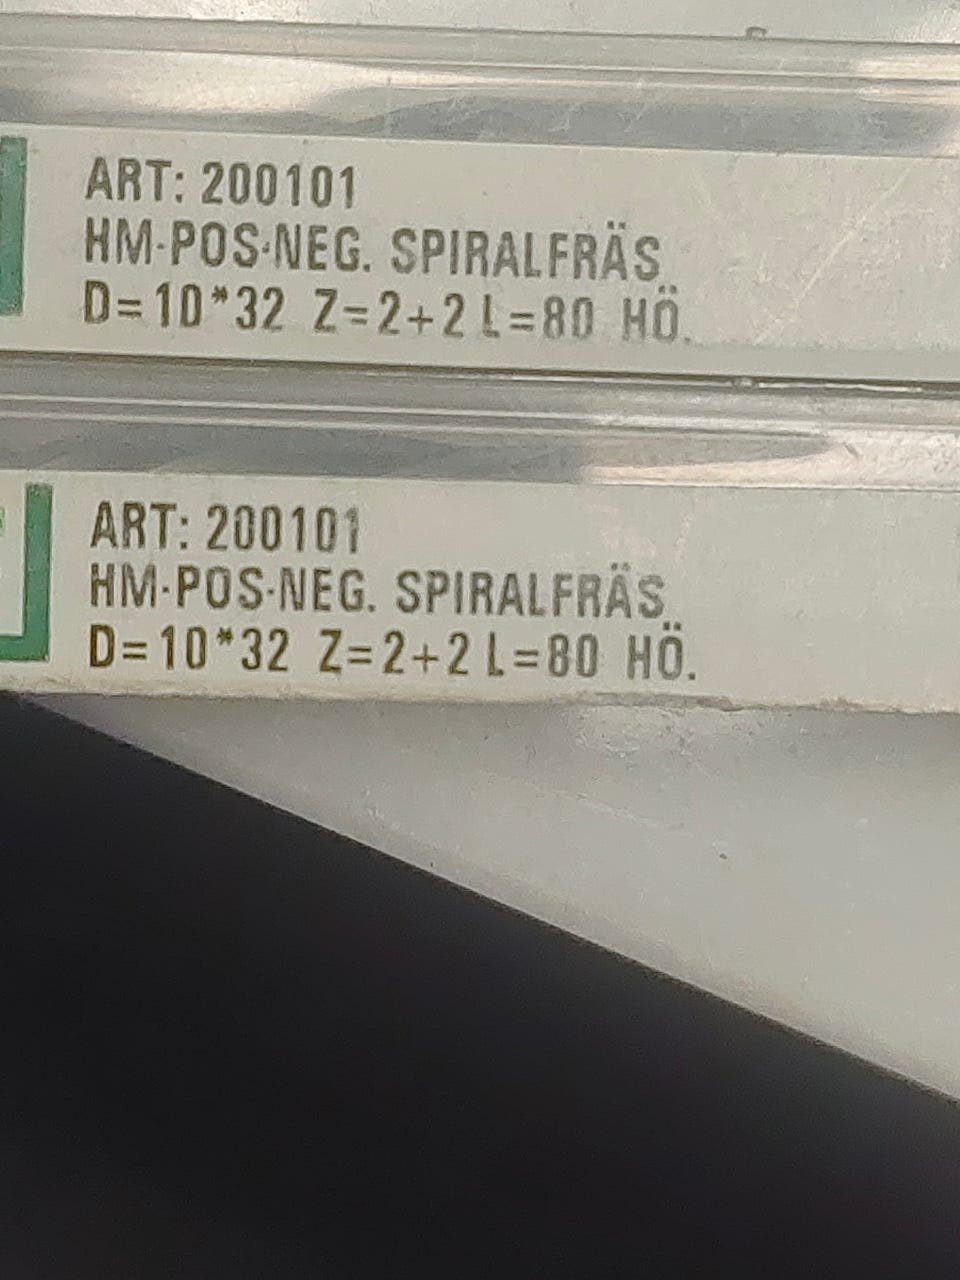 ART: 200101
HM-POS-NEG. SPIRALFRÄS.
D=10*32 Z=2+2 L=80 HÖ.
ART: 200101
HM-POS-NEG. SPIRALFRÄS.
D=10*32 Z=2+2 L=80 HÖ.